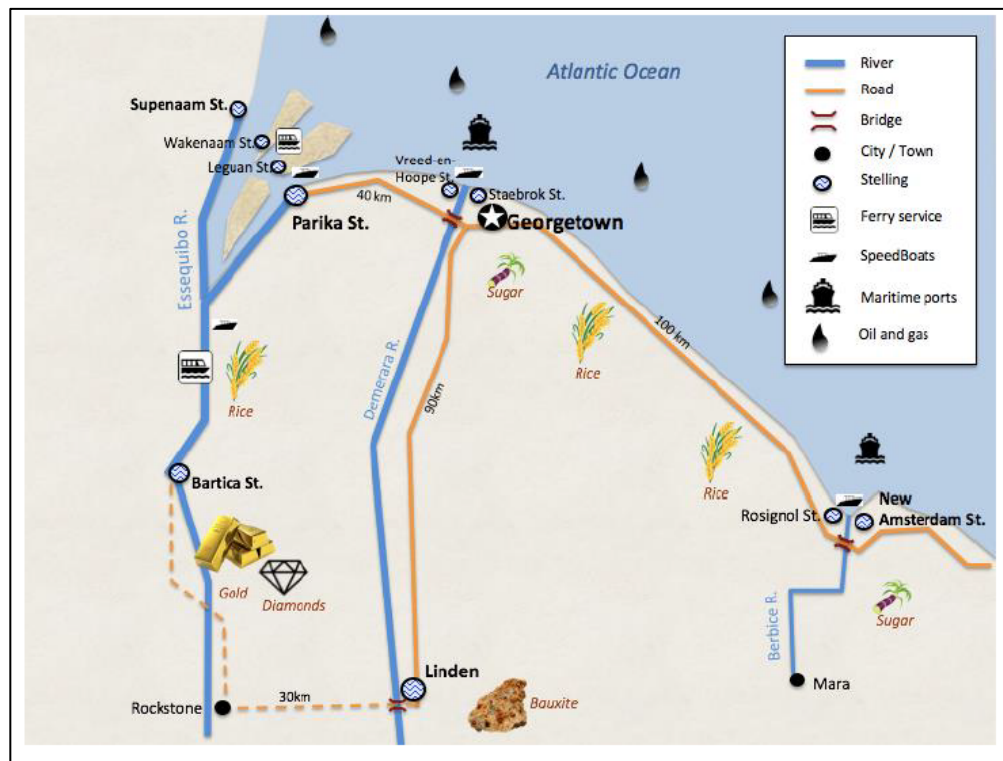 Atlantic Ocean
River
Road
Bridge
City / Town
Stelling
Ferry service
SpeedBoats
Maritime ports
Oil and gas
Supenaam St.
Wakenaam St.
Leguan St.
Vreed-en-
Hoope St.
Staebrok St.
Parika St.
40 km
Georgetown
Essequibo R.
Sugar
Rice
100 km
Demerara R.
90km
Rice
Rice
Bartica St.
Rosignol St.
New
Amsterdam St.
Gold
Diamonds
Sugar
Berbice R.
Linden
Mara
Rockstone
30km
Bauxite